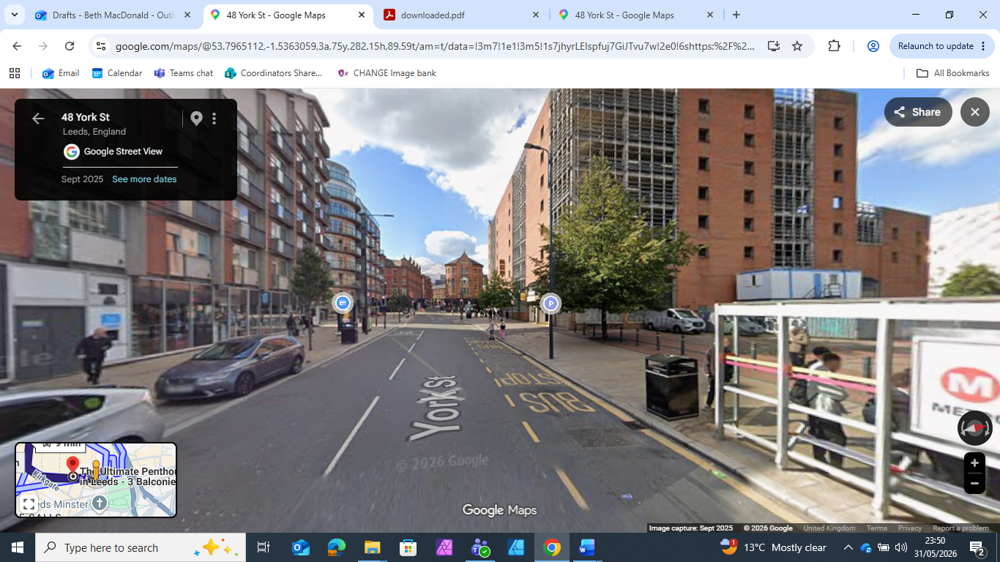 Drafts - Beth MacDonald - Outl
48 York St - Google Maps
downloaded.pdf
48 York St - Google Maps
google.com/maps/@53.7965112,-1.5363059,3a,75y,282.15h,89.59t/am=t/data=!3m7!1e1!3m5!1s7jhyrLEIspfuj7GiJTvu7w!2e0!6shttps:%2F%2...
Relaunch to update
Email
Calendar
Teams chat
Coordinators Share...
CHANGE Image bank
All Bookmarks
48 York St
Leeds, England
Google Street View
Sept 2025 See more dates
Share
P
STOP
BUS
York St
M
© 2026 Google
9 min
The Ultimate Pentho
in Leeds - 3 Balconie
Kirkgate
eds Minster
Google Maps
Image capture: Sept 2025 © 2026 Google United Kingdom Terms Privacy Report a problem
Type here to search
1
13°C Mostly clear
23:50
31/05/2026
2